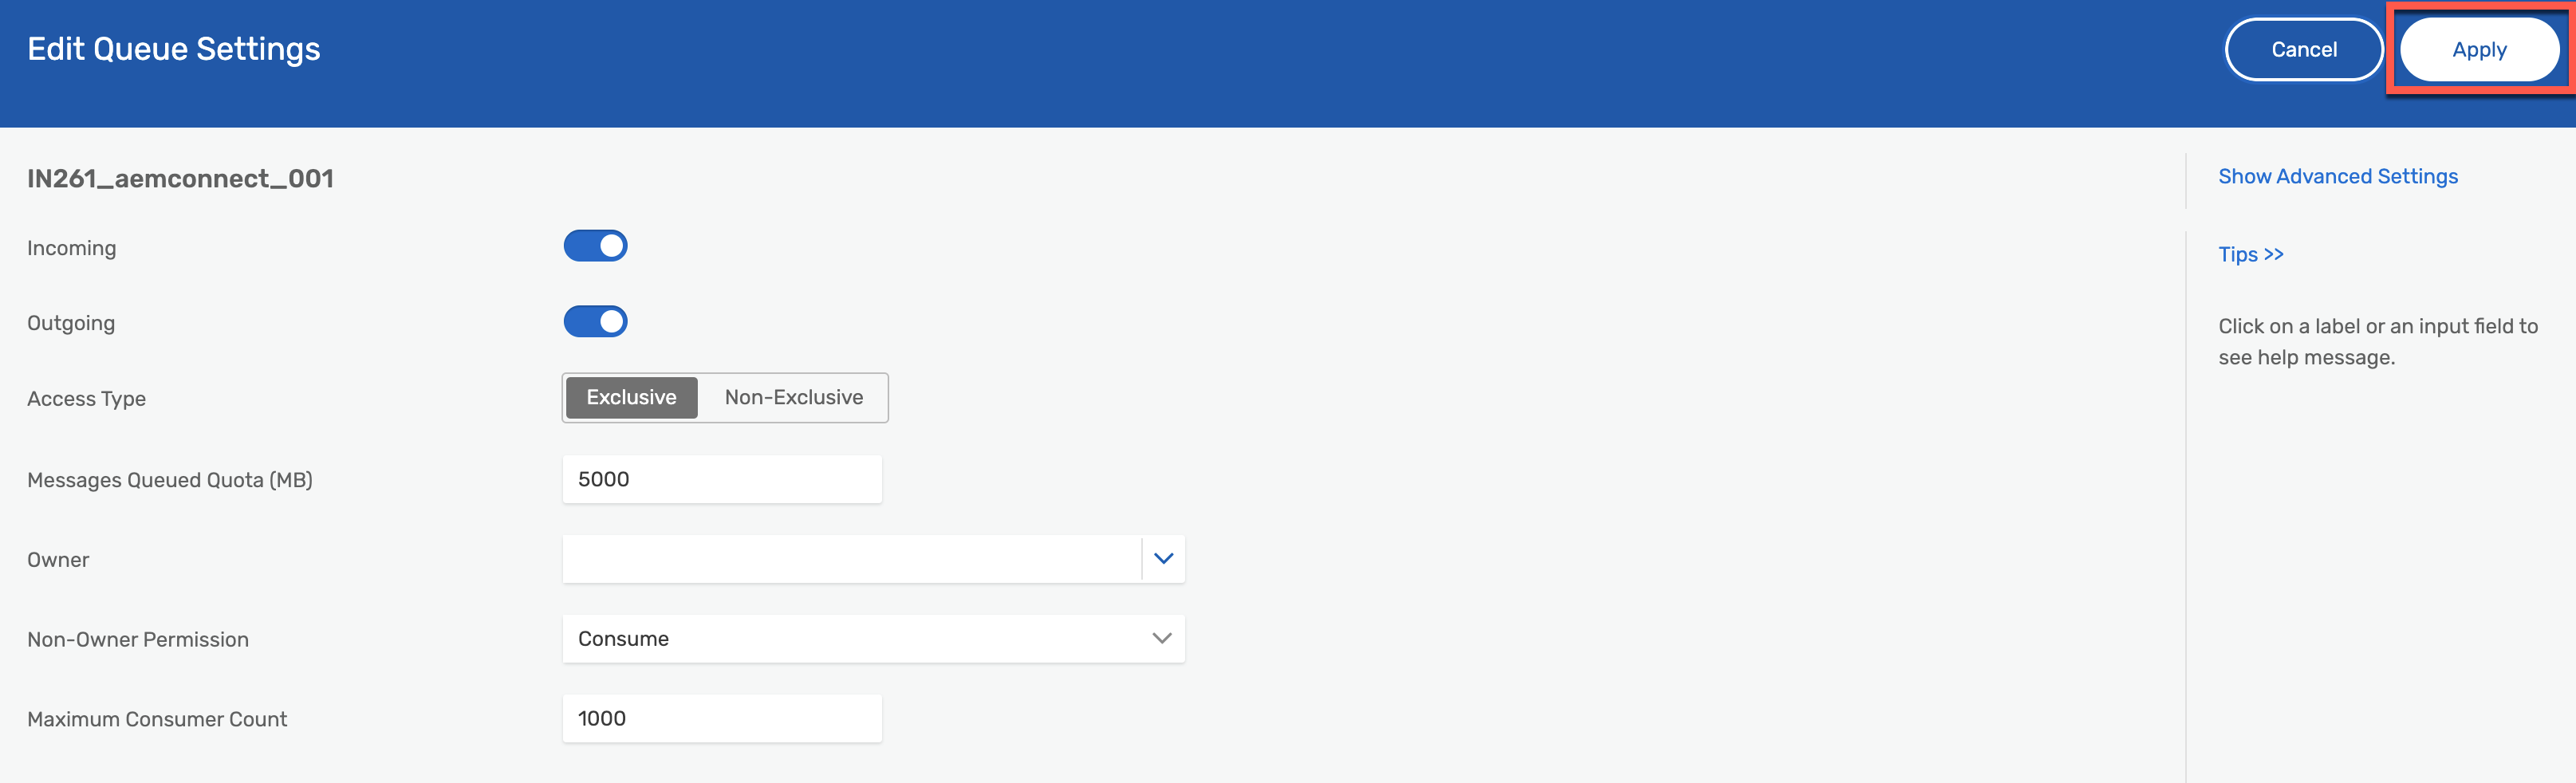 Edit Queue Settings
Cancel
Apply
IN261_aemconnect_001
Show Advanced Settings
Incoming
Tips >>
Outgoing
Click on a label or an input field to
see help message.
Access Type
Exclusive
Non-Exclusive
Messages Queued Quota (MB)
5000
Owner
Non-Owner Permission
Consume
Maximum Consumer Count
1000